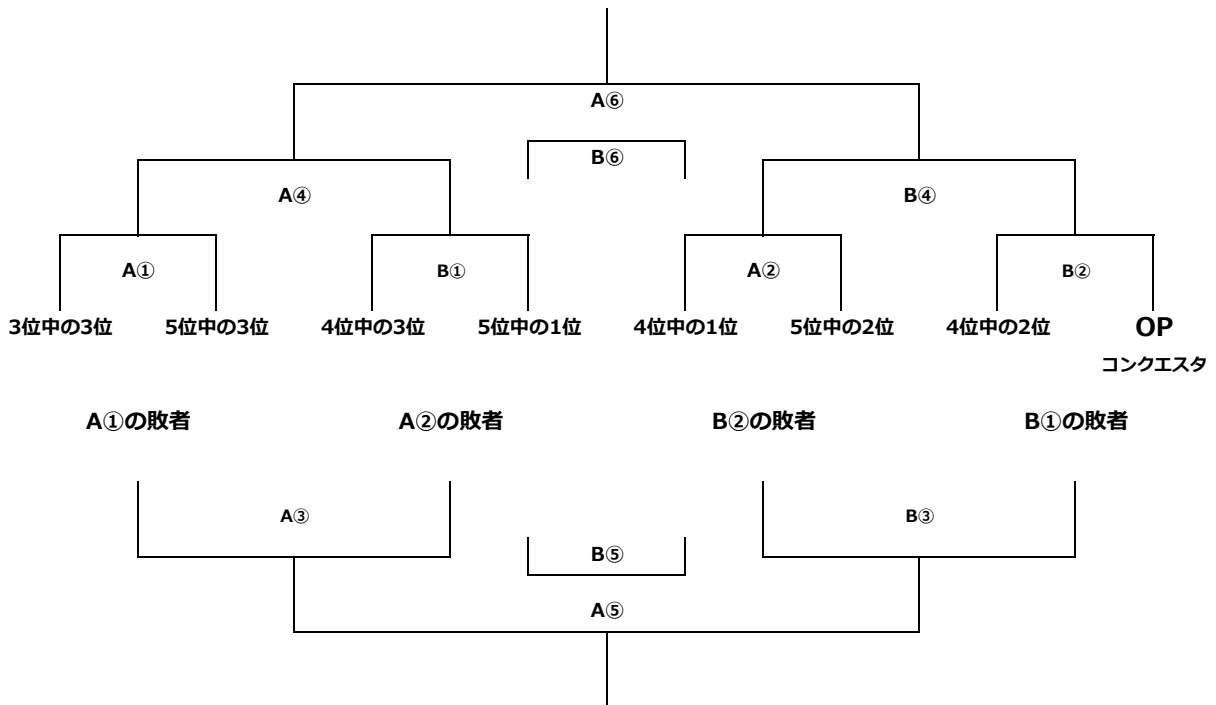 A⑥
B⑥
A④
B④
A①
B①
A②
B②
3位中の3位
5位中の3位
4位中の3位
5位中の1位
4位中の1位
5位中の2位
4位中の2位
OP
コンクエスタ
A①の敗者
A②の敗者
B②の敗者
B①の敗者
A③
B③
B⑤
A⑤